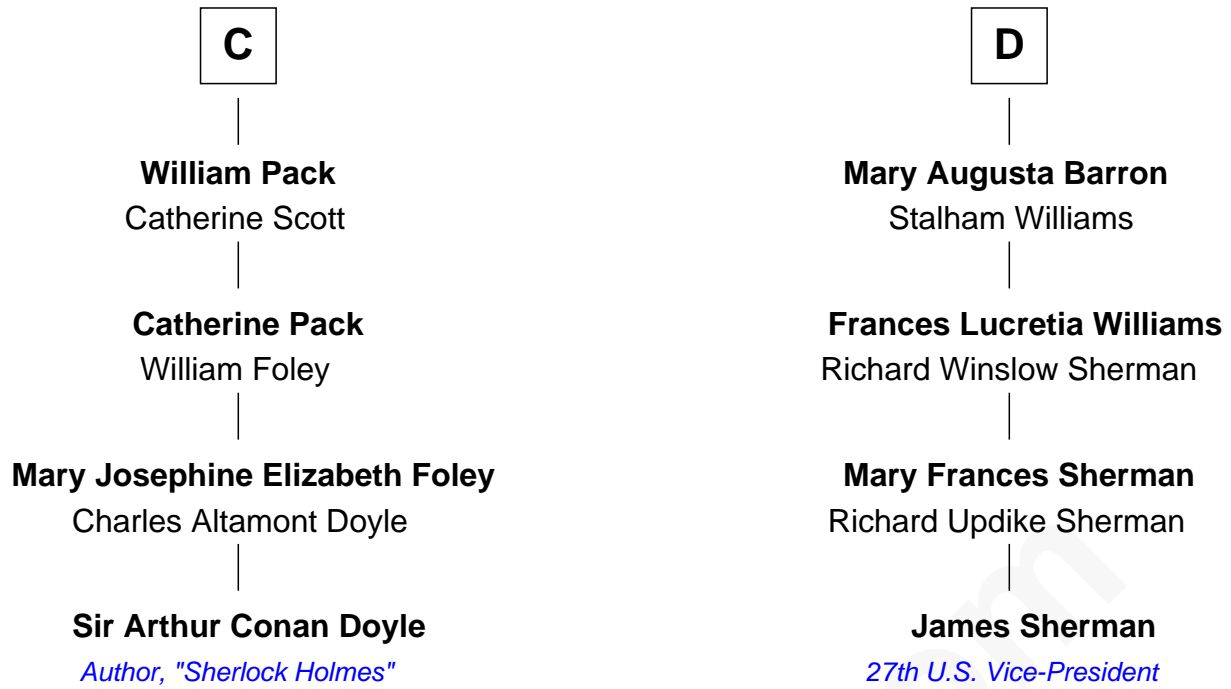 C
William Pack
Catherine Scott
Catherine Pack
William Foley
Mary Josephine Elizabeth Foley
Charles Altamont Doyle
Sir Arthur Conan Doyle
Author, "Sherlock Holmes"
D
Mary Augusta Barron
Stalham Williams
Frances Lucretia Williams
Richard Winslow Sherman
Mary Frances Sherman
Richard Updike Sherman
James Sherman
27th U.S. Vice-President